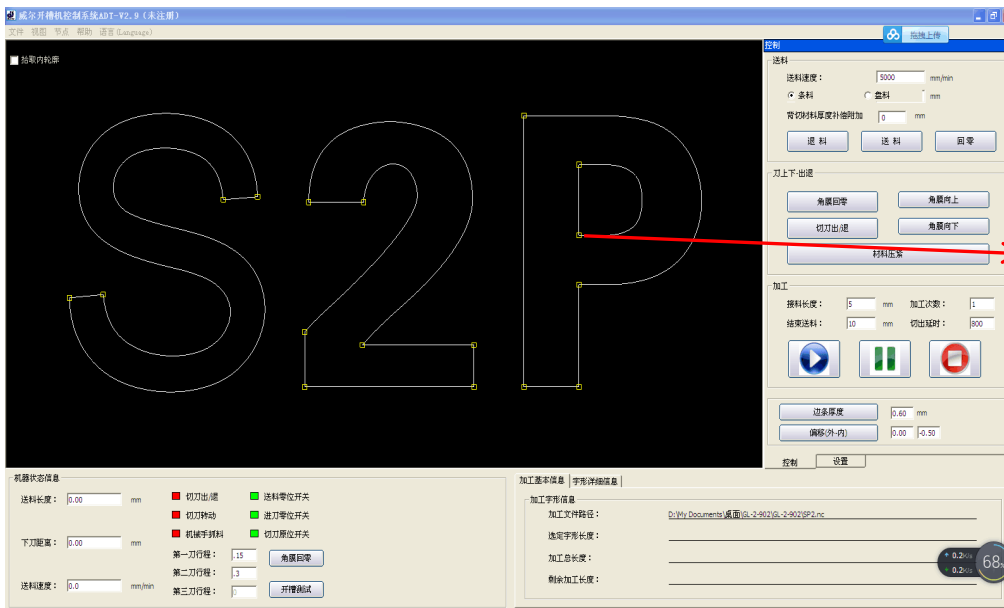 威尔开槽机控制系统ADT-V2.9(未注册)
文件 视图 节点 帮助 语言(Language)
拖拽上传
拾取内轮廓
S2P
控制
送料
送料速度: 5000 mm/min
条料 盘料 mm
背切材料厚度补偿附加 0 mm
退料 送料 回零
刀上下-出退
角膜回零 角膜向上
切刀出/退 角膜向下
材料压紧
加工
接料长度: 5 mm 加工次数: 1
结束送料: 10 mm 切出延时: 800
边条厚度 0.60 mm
偏移(外-内) 0.00 -0.50
控制 设置
机器状态信息
送料长度: 0.00 mm
下刀距离: 0.00 mm
送料速度: 0.0 mm/min
切刀出/退 送料零位开关
切刀转动 进刀零位开关
机械手抓料 切刀原位开关
第一刀行程: .15 角膜回零
第二刀行程: .3
第三刀行程: 0 开槽测试
加工基本信息 字形详细信息
加工字形信息
加工文件路径: D:\My Documents\桌面\GL-2-902\GL-2-902\SP2.nc
选定字形长度:
加工总长度:
剩余加工长度:
0.2K/s
0.2K/s
68%